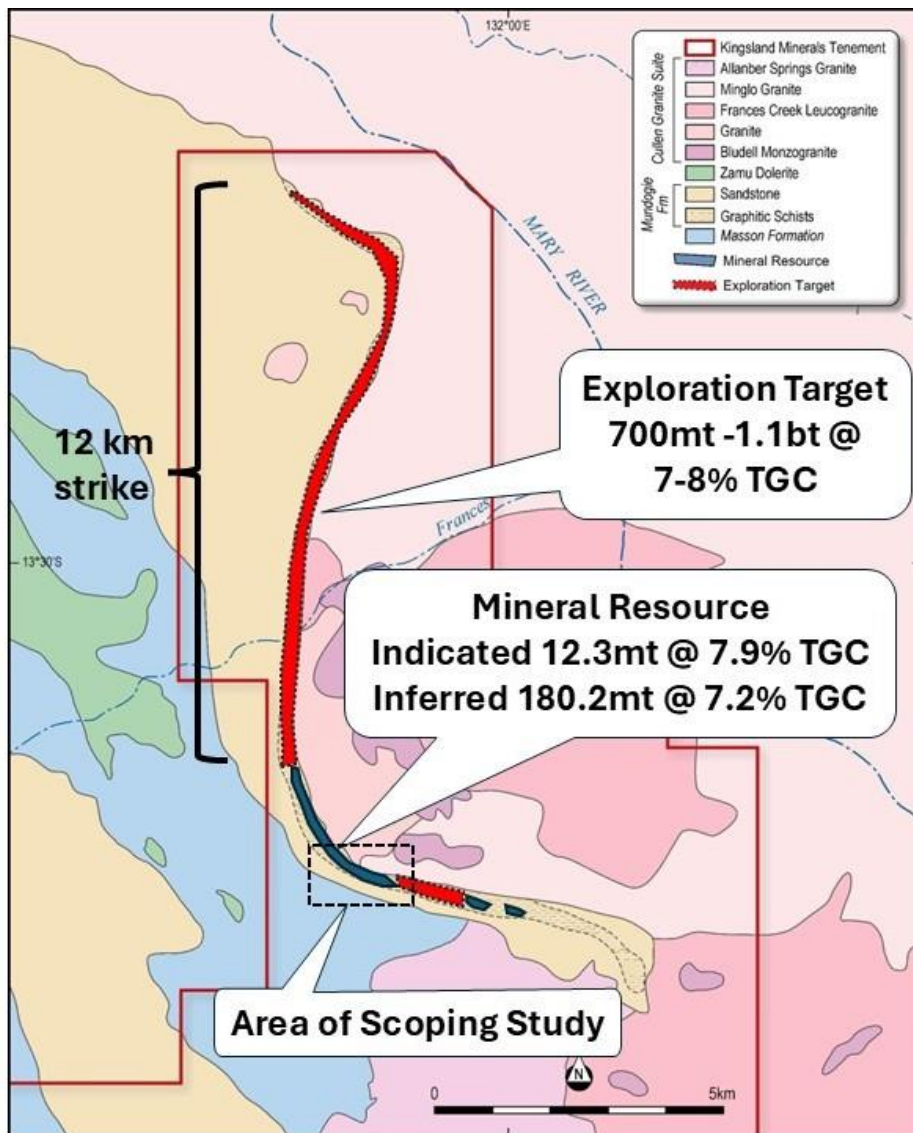 132°00'E
Kingsland Minerals Tenement
Cullen Granite Suite
Allanber Springs Granite
Minglo Granite
Frances Creek Leucogranite
Granite
Bludell Monzogranite
Zamu Dolerite
Mundogie Fm
Sandstone
Graphitic Schists
Masson Formation
Mineral Resource
Exploration Target
MARY RIVER
Exploration Target
700mt -1.1bt @
7-8% TGC
12 km
strike
Frances
13°30'S
Mineral Resource
Indicated 12.3mt @ 7.9% TGC
Inferred 180.2mt @ 7.2% TGC
Area of Scoping Study
N
0
5km